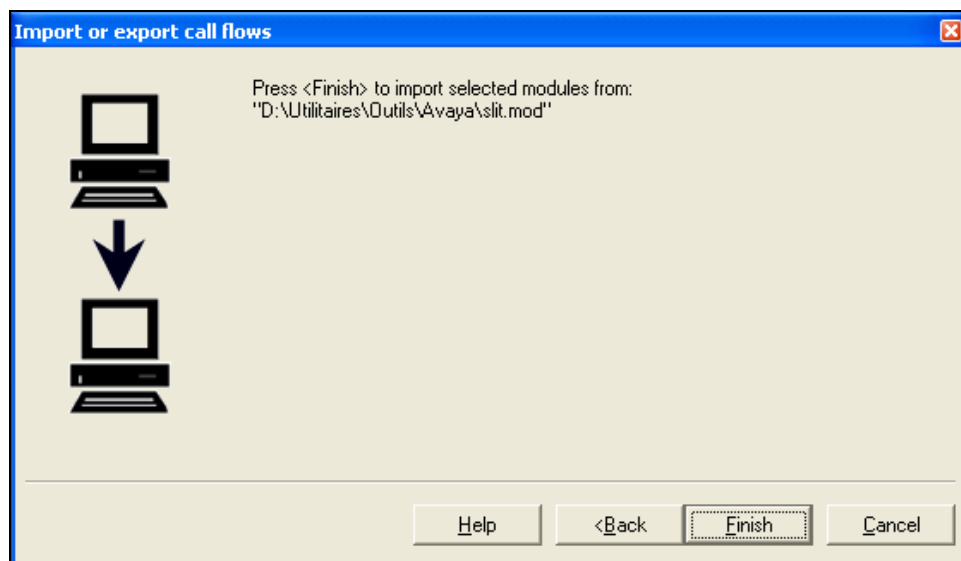 Import or export call flows
Press <Finish> to import selected modules from:
"D:\Utilitaires\Outils\Avaya\slit.mod"
Help
<Back
Finish
Cancel